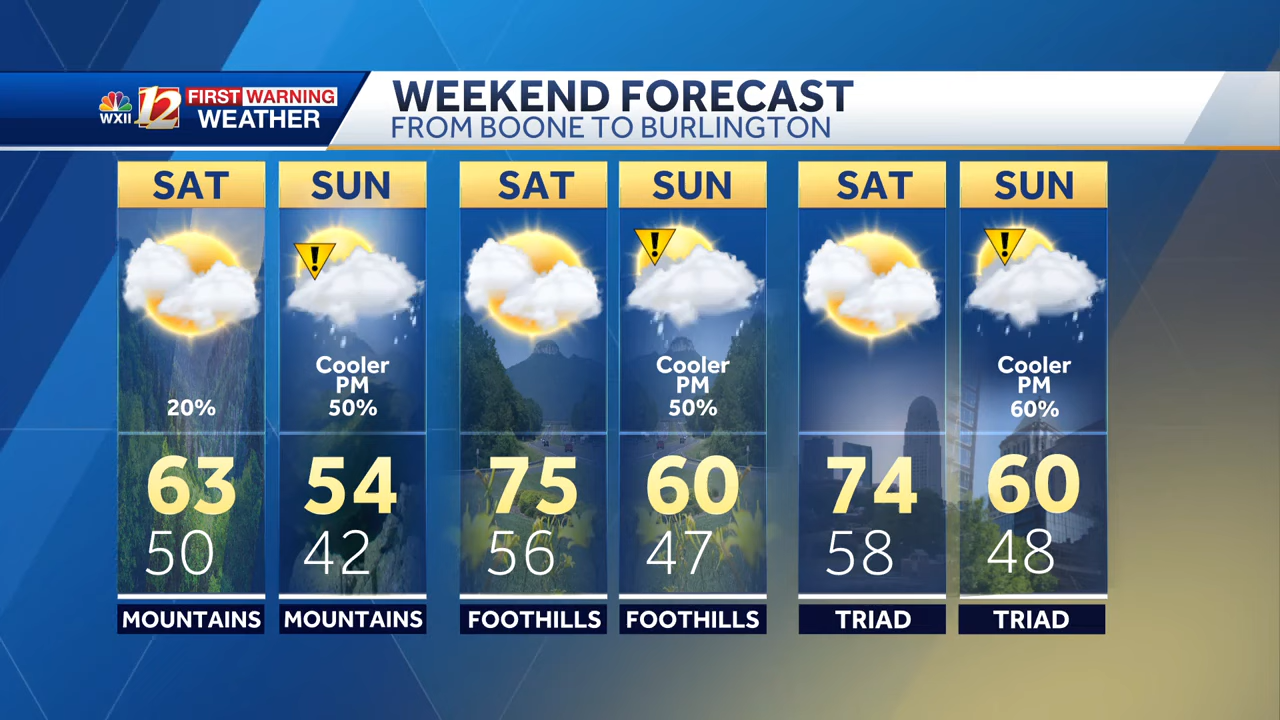 WXII 12 FIRST WARNING
WEATHER
WEEKEND FORECAST
FROM BOONE TO BURLINGTON
SAT
20%
63
50
MOUNTAINS
SUN
!
Cooler
PM
50%
54
42
MOUNTAINS
SAT
75
56
FOOTHILLS
SUN
!
Cooler
PM
50%
60
47
FOOTHILLS
SAT
74
58
TRIAD
SUN
!
Cooler
PM
60%
60
48
TRIAD